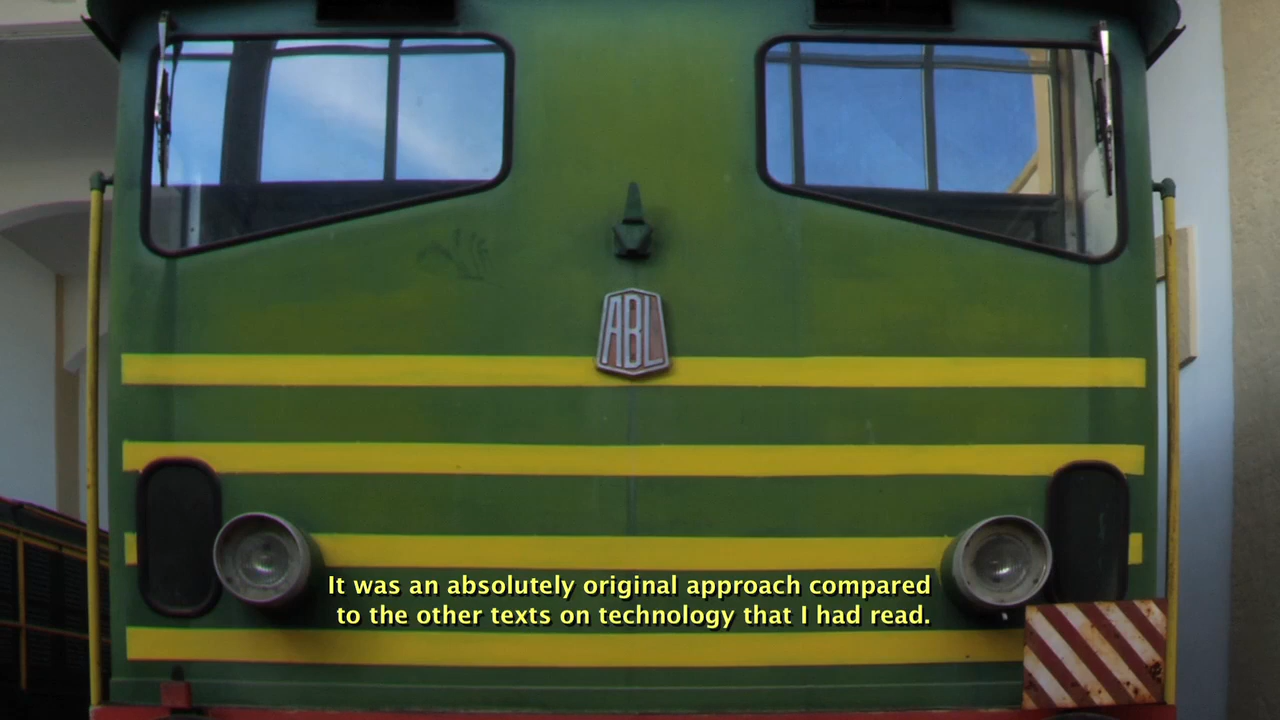 ABL
It was an absolutely original approach compared
to the other texts on technology that I had read.